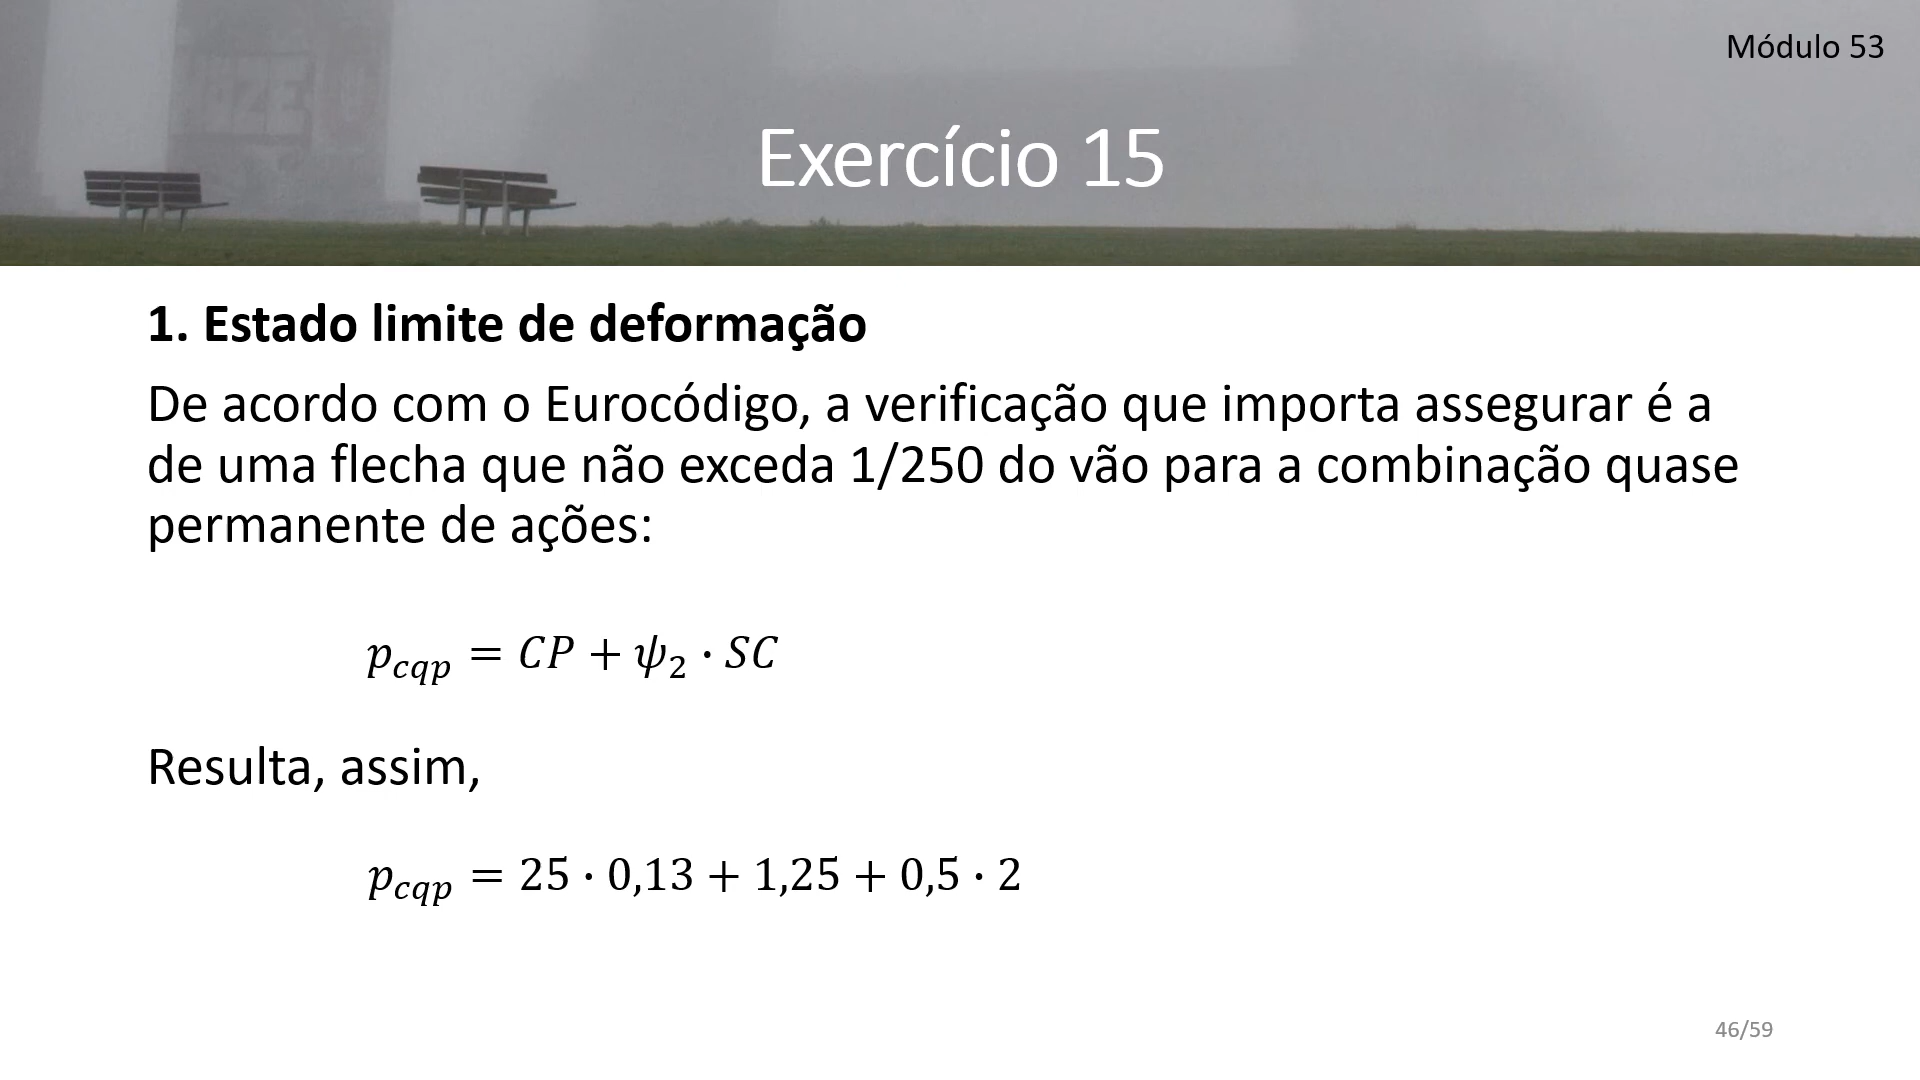 Módulo 53
Exercício 15
1. Estado limite de deformação
De acordo com o Eurocódigo, a verificação que importa assegurar é a
de uma flecha que não exceda 1/250 do vão para a combinação quase
permanente de ações:
p_cqp = CP + ψ₂ · SC
Resulta, assim,
p_cqp = 25 · 0,13 + 1,25 + 0,5 · 2
46/59